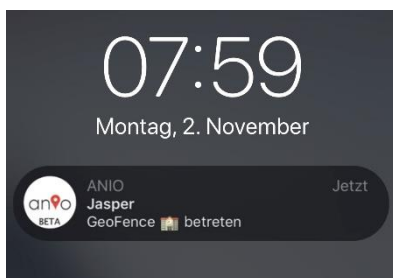 07:59
Montag, 2. November
anio
BETA
ANIO
Jetzt
Jasper
GeoFence 🏫 betreten